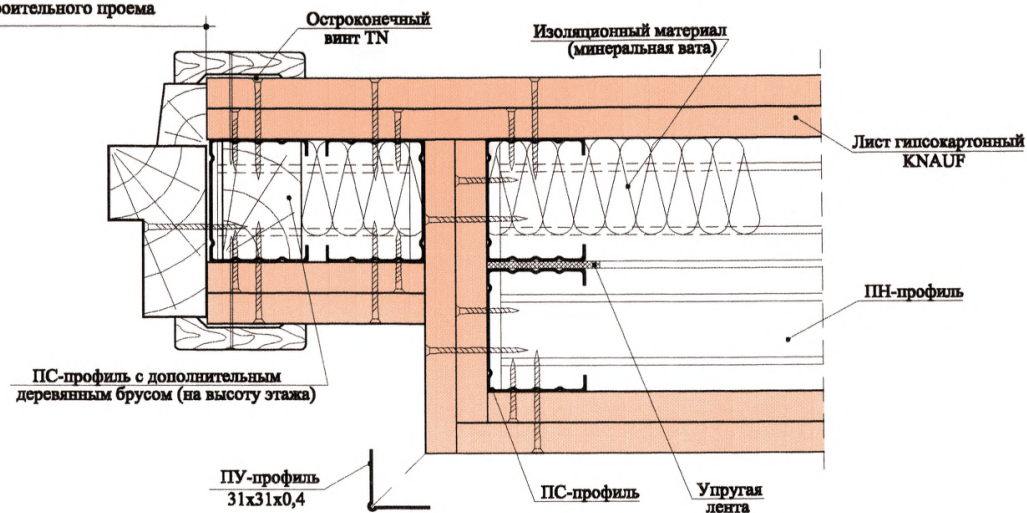 проема
Остроконечный
винт TN
Изоляционный материал
(минеральная вата)
Лист гипсокартонный
KNAUF
ПН-профиль
ПС-профиль с дополнительным
деревянным брусом (на высоту этажа)
ПУ-профиль
31х31х0,4
ПС-профиль
Упругая
лента